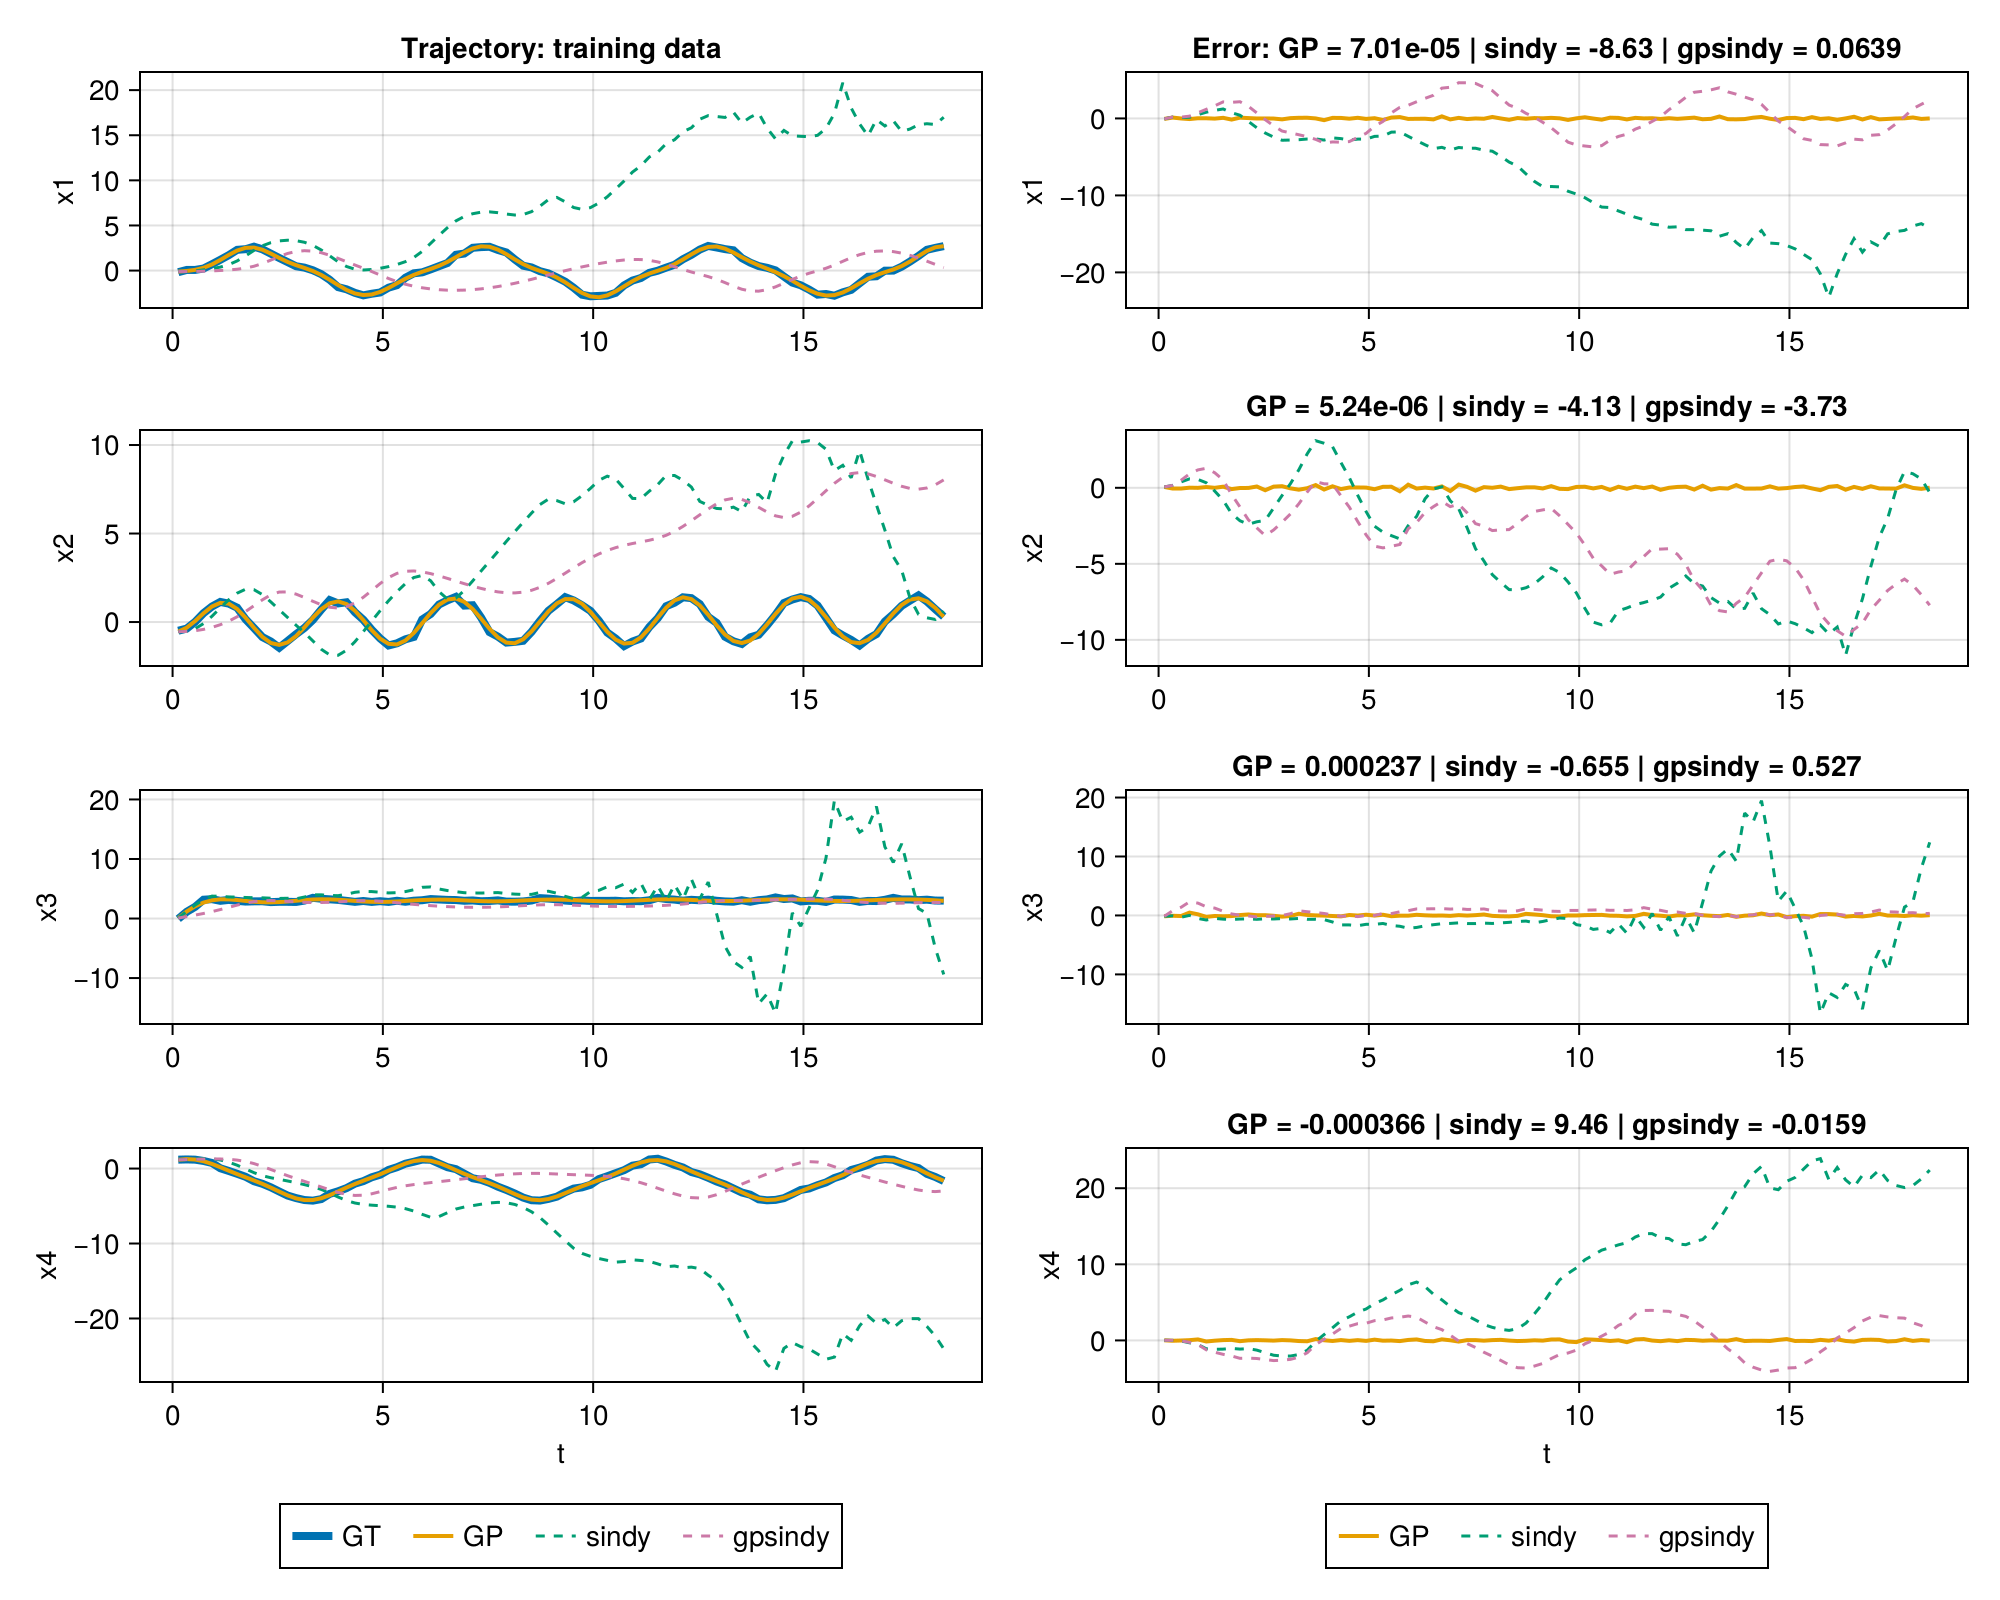 Trajectory: training data
Error: GP = 7.01e-05 | sindy = -8.63 | gpsindy = 0.0639
x1
20
15
10
5
0
0 5 10 15
x1
0
−10
−20
0 5 10 15
GP = 5.24e-06 | sindy = -4.13 | gpsindy = -3.73
x2
10
5
0
0 5 10 15
x2
0
−5
−10
0 5 10 15
GP = 0.000237 | sindy = -0.655 | gpsindy = 0.527
x3
20
10
0
−10
0 5 10 15
x3
20
10
0
−10
0 5 10 15
GP = -0.000366 | sindy = 9.46 | gpsindy = -0.0159
x4
0
−10
−20
0 5 10 15
t
x4
20
10
0
0 5 10 15
t
GT GP sindy gpsindy
GP sindy gpsindy